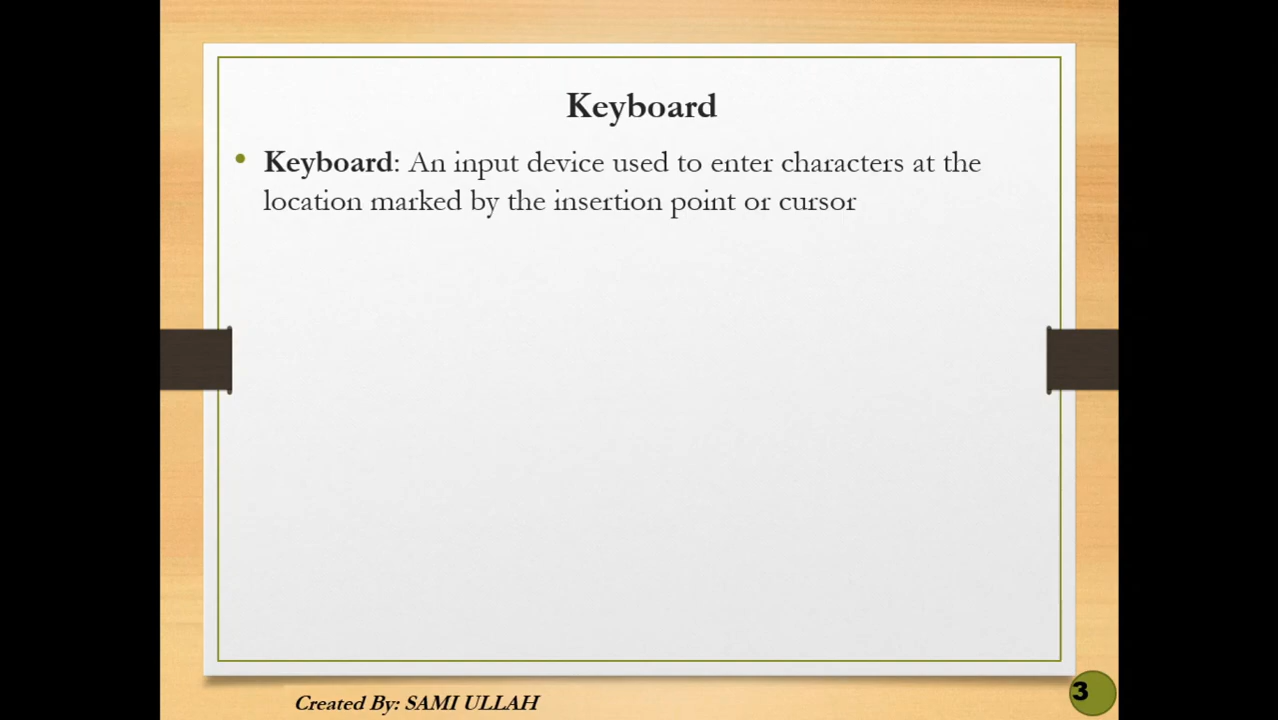 Keyboard
• Keyboard: An input device used to enter characters at the
location marked by the insertion point or cursor
Created By: SAMI ULLAH
3